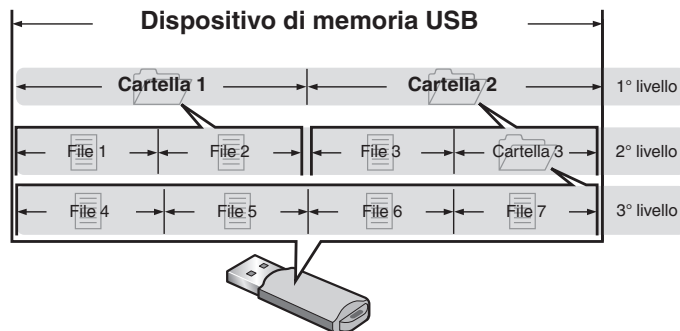 Dispositivo di memoria USB
Cartella 1 Cartella 2 1° livello
File 1 File 2 File 3 Cartella 3 2° livello
File 4 File 5 File 6 File 7 3° livello